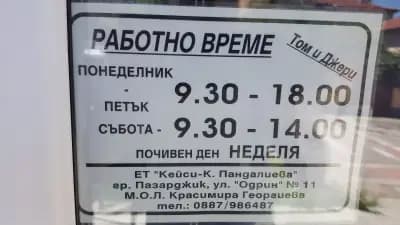 РАБОТНО ВРЕМЕ
Том и Джери
ПОНЕДЕЛНИК -
ПЕТЪК 9.30 - 18.00
СЪБОТА - 9.30 - 14.00
ПОЧИВЕН ДЕН НЕДЕЛЯ
ЕТ "Кейси-К. Пандалиева"
гр. Пазарджик, ул. "Одрин" № 11
М.О.Л. Красимира Георгиева
тел.: 0887/986487